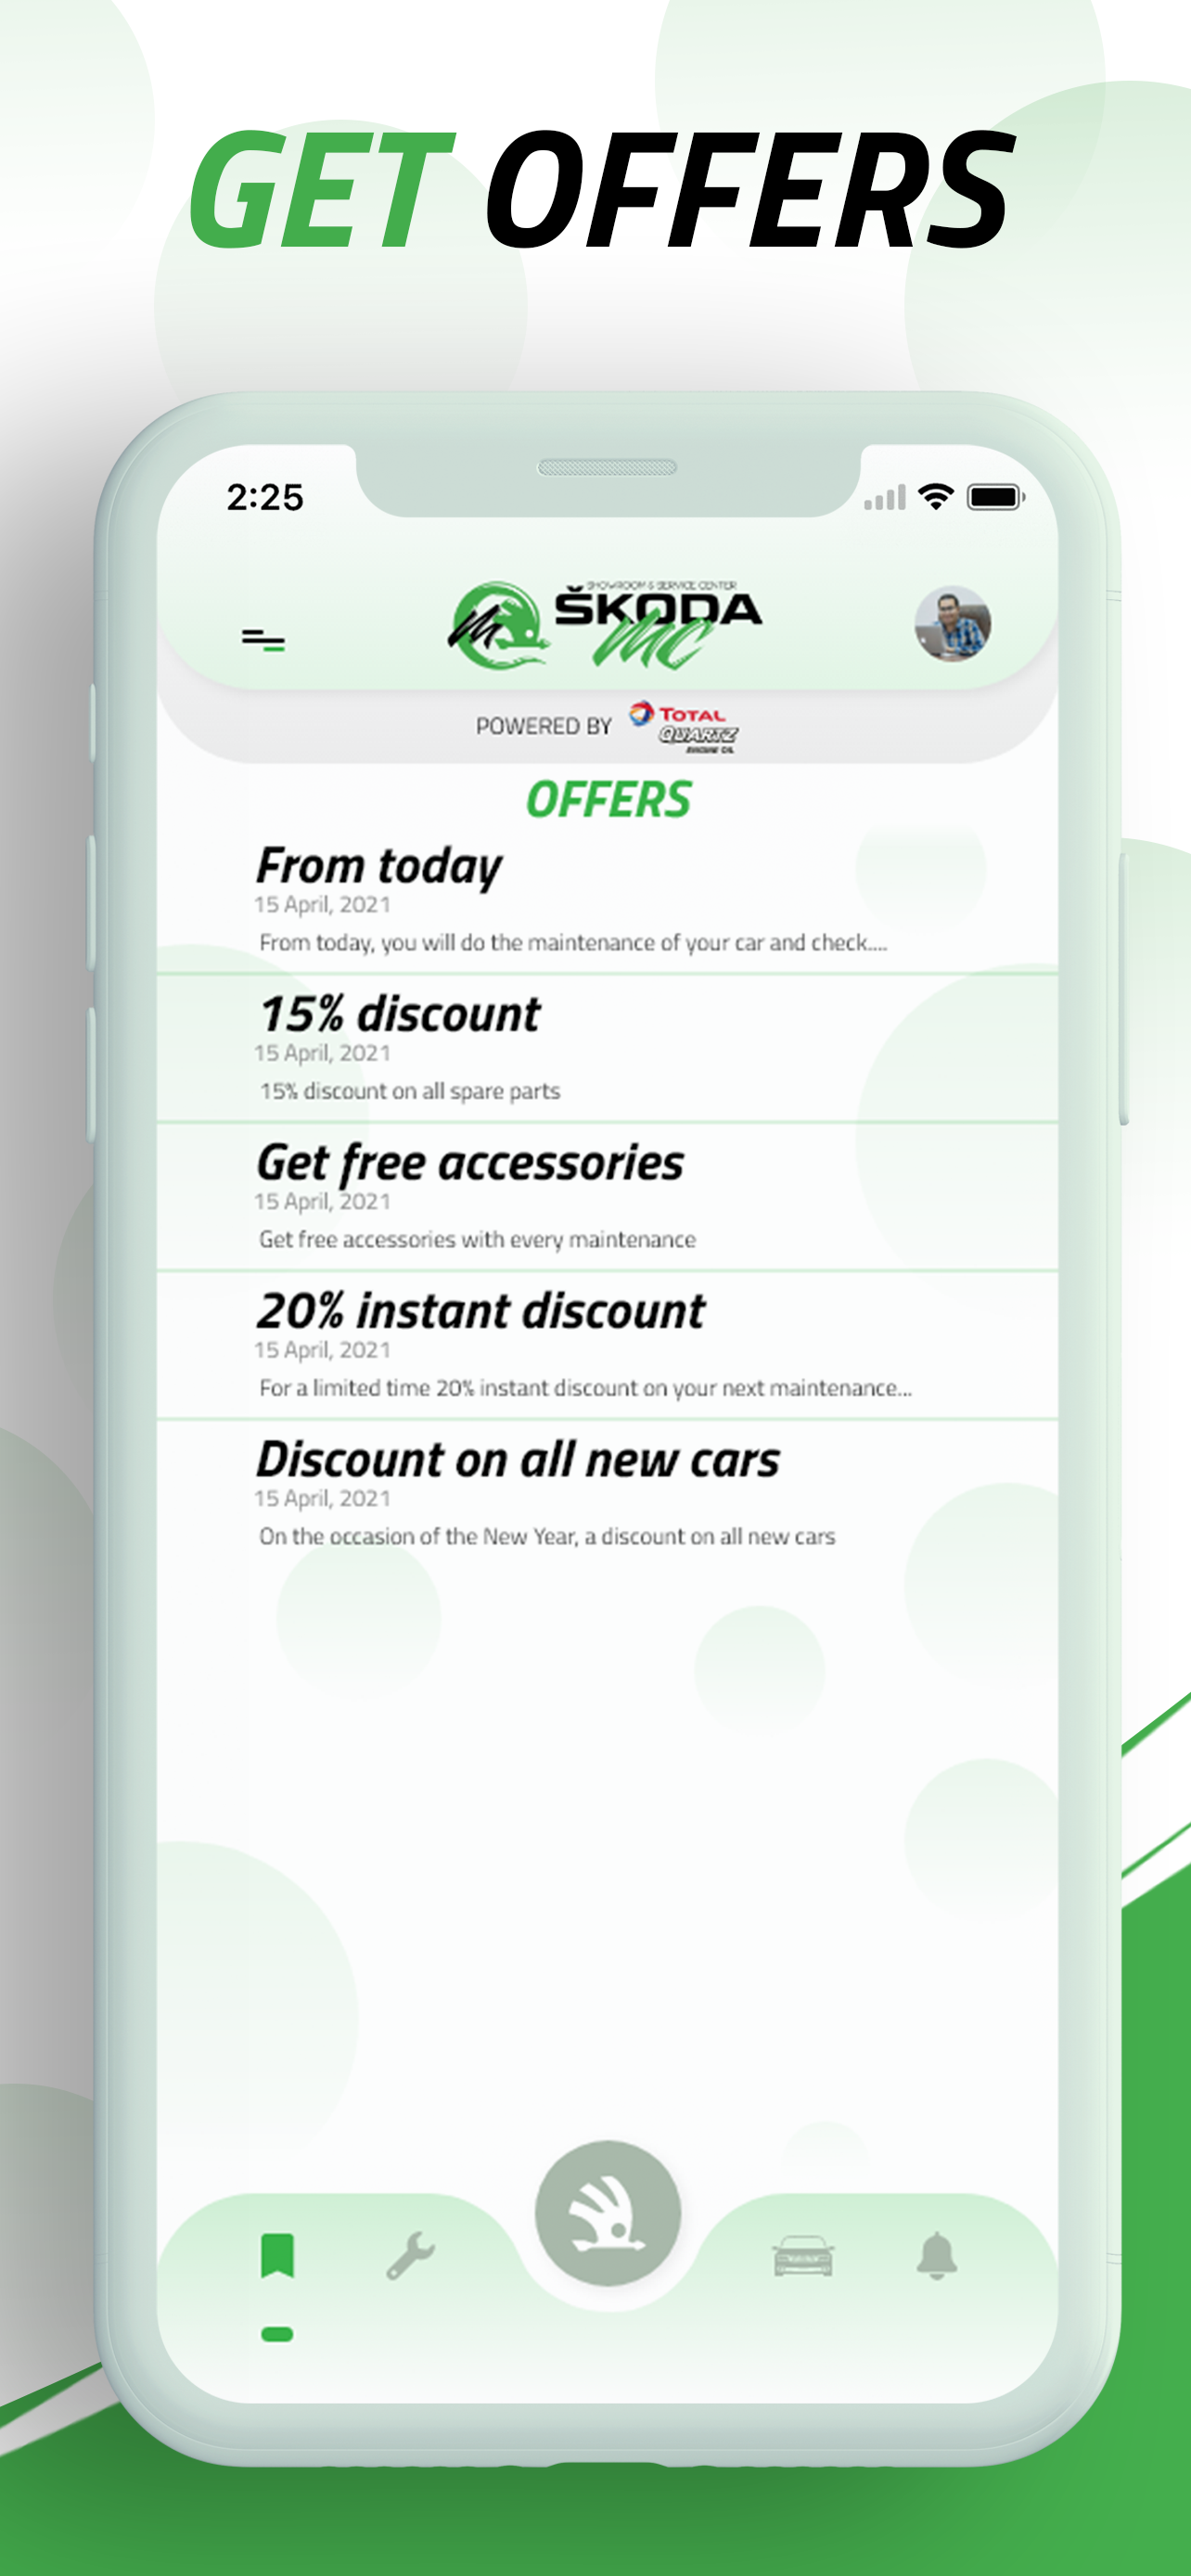 GET OFFERS
2:25
SHOWROOM & SERVICE CENTER
ŠKODA
MC
POWERED BY TOTAL
QUARTZ
ENGINE OIL
OFFERS
From today
15 April, 2021
From today, you will do the maintenance of your car and check....
15% discount
15 April, 2021
15% discount on all spare parts
Get free accessories
15 April, 2021
Get free accessories with every maintenance
20% instant discount
15 April, 2021
For a limited time 20% instant discount on your next maintenance...
Discount on all new cars
15 April, 2021
On the occasion of the New Year, a discount on all new cars